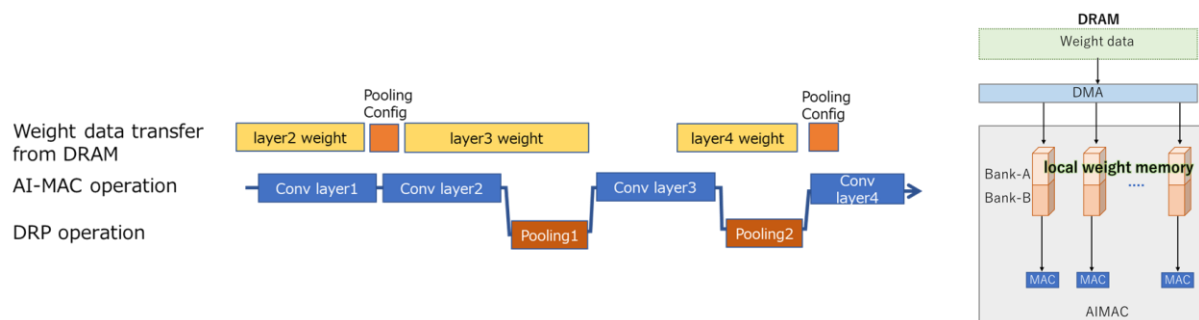 DRAM
Weight data
DMA
Pooling
Config
Pooling
Config
Weight data transfer
from DRAM
layer2 weight
layer3 weight
layer4 weight
AI-MAC operation
Conv layer1
Conv layer2
Conv layer3
Conv
layer4
DRP operation
Pooling1
Pooling2
Bank-A
local weight memory
....
Bank-B
MAC
MAC
MAC
AIMAC